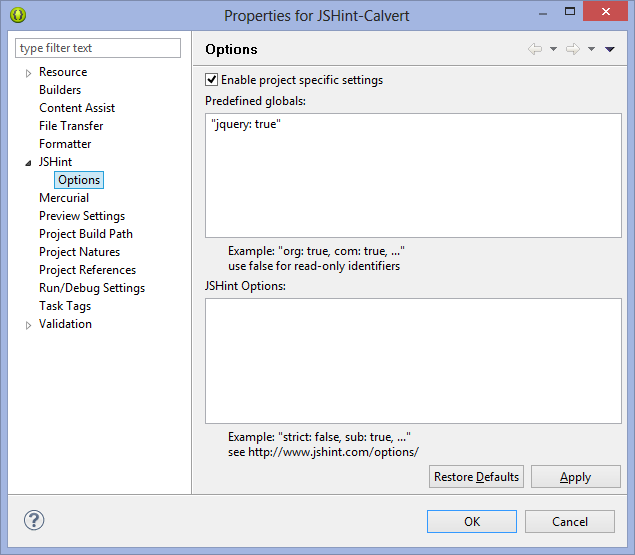 Properties for JSHint-Calvert
type filter text
Resource
Builders
Content Assist
File Transfer
Formatter
JSHint
Options
Mercurial
Preview Settings
Project Build Path
Project Natures
Project References
Run/Debug Settings
Task Tags
Validation
Options
Enable project specific settings
Predefined globals:
"jquery: true"
Example: "org: true, com: true, ..."
use false for read-only identifiers
JSHint Options:
Example: "strict: false, sub: true, ..."
see http://www.jshint.com/options/
Restore Defaults
Apply
?
OK
Cancel